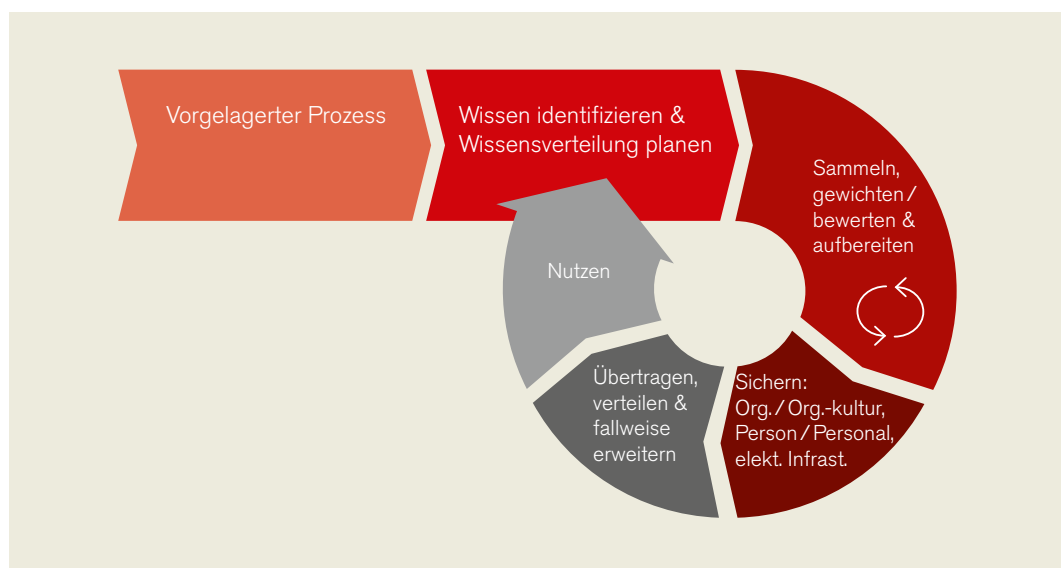 Vorgelagerter Prozess
Wissen identifizieren &
Wissensverteilung planen
Sammeln,
gewichten /
bewerten &
aufbereiten
Sichern:
Org. / Org.-kultur,
Person / Personal,
elekt. Infrast.
Übertragen,
verteilen &
fallweise
erweitern
Nutzen